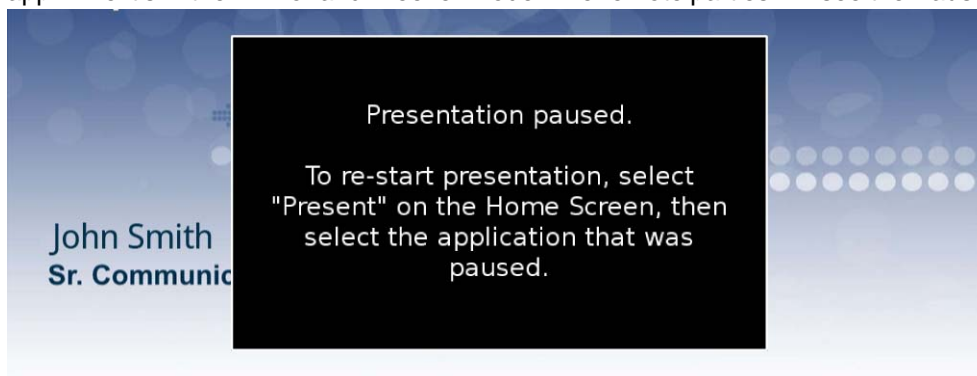 Presentation paused.
To re-start presentation, select
"Present" on the Home Screen, then
select the application that was
paused.
John Smith
Sr. Communic